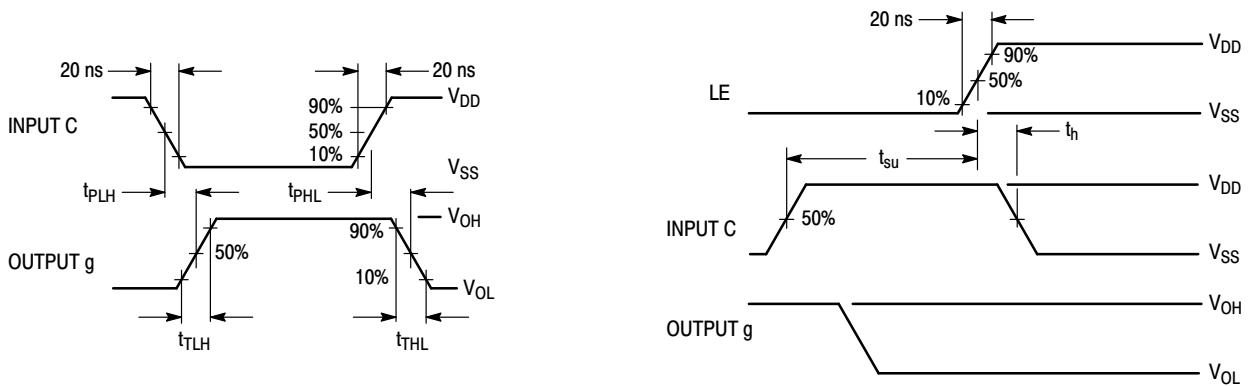 20 ns
20 ns
INPUT C
90%
50%
10%
V_DD
V_SS
t_PLH
t_PHL
OUTPUT g
50%
90%
10%
V_OH
V_OL
t_TLH
t_THL
20 ns
LE
10%
90%
50%
V_DD
V_SS
t_h
t_su
INPUT C
50%
V_DD
V_SS
OUTPUT g
V_OH
V_OL